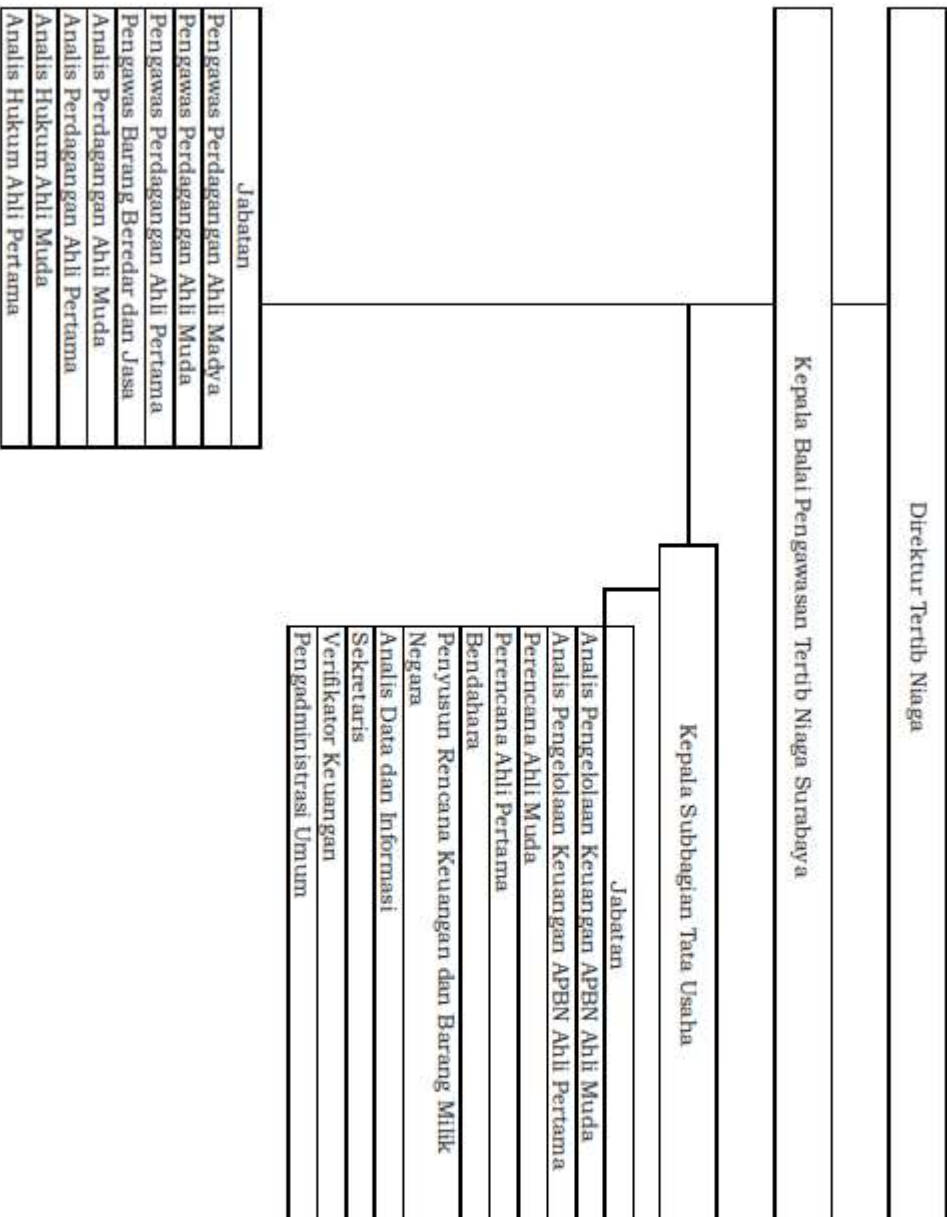 Direktur Tertib Niaga
Kepala Balai Pengawasan Tertib Niaga Surabaya
Kepala Subbagian Tata Usaha
Jabatan
Analis Pengelolaan Keuangan APBN Ahli Muda
Analis Pengelolaan Keuangan APBN Ahli Pertama
Perencana Ahli Muda
Perencana Ahli Pertama
Bendahara
Penyusun Rencana Keuangan dan Barang Milik
Negara
Analis Data dan Informasi
Sekretaris
Verifikator Keuangan
Pengadministrasi Umum
Jabatan
Pengawas Perdagangan Ahli Madya
Pengawas Perdagangan Ahli Muda
Pengawas Perdagangan Ahli Pertama
Pengawas Barang Beredar dan Jasa
Analis Perdagangan Ahli Muda
Analis Perdagangan Ahli Pertama
Analis Hukum Ahli Muda
Analis Hukum Ahli Pertama